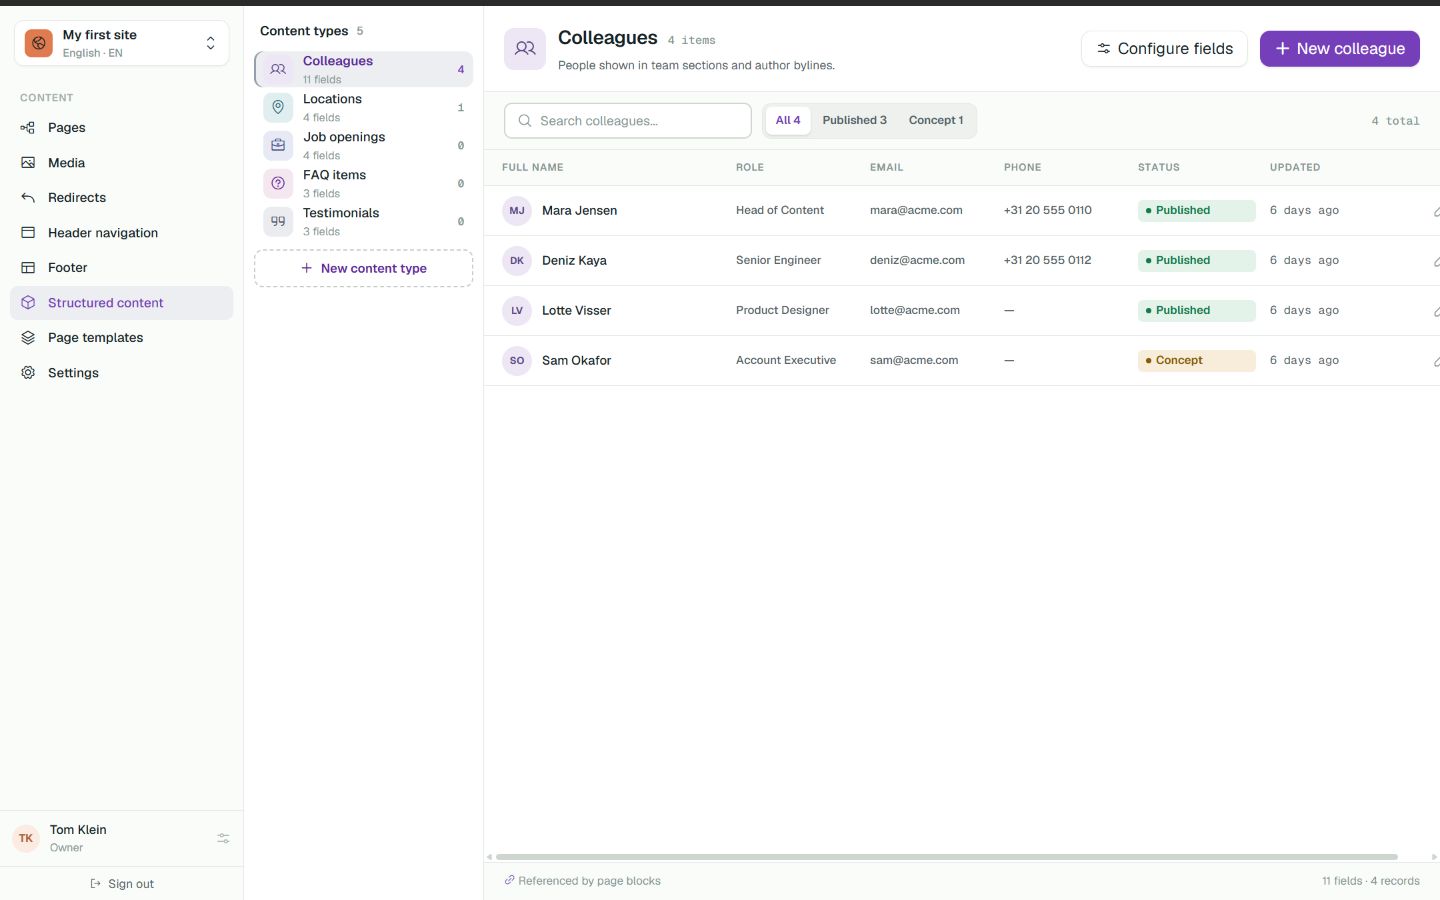 My first site
English · EN
CONTENT
Pages
Media
Redirects
Header navigation
Footer
Structured content
Page templates
Settings
TK
Tom Klein
Owner
Sign out
Content types 5
Colleagues
11 fields
4
Locations
4 fields
1
Job openings
4 fields
0
FAQ items
3 fields
0
Testimonials
3 fields
0
New content type
Colleagues 4 items
People shown in team sections and author bylines.
Configure fields
New colleague
Search colleagues...
All 4 Published 3 Concept 1
4 total
FULL NAME ROLE EMAIL PHONE STATUS UPDATED
MJ Mara Jensen Head of Content mara@acme.com +31 20 555 0110 Published 6 days ago
DK Deniz Kaya Senior Engineer deniz@acme.com +31 20 555 0112 Published 6 days ago
LV Lotte Visser Product Designer lotte@acme.com — Published 6 days ago
SO Sam Okafor Account Executive sam@acme.com — Concept 6 days ago
Referenced by page blocks
11 fields · 4 records